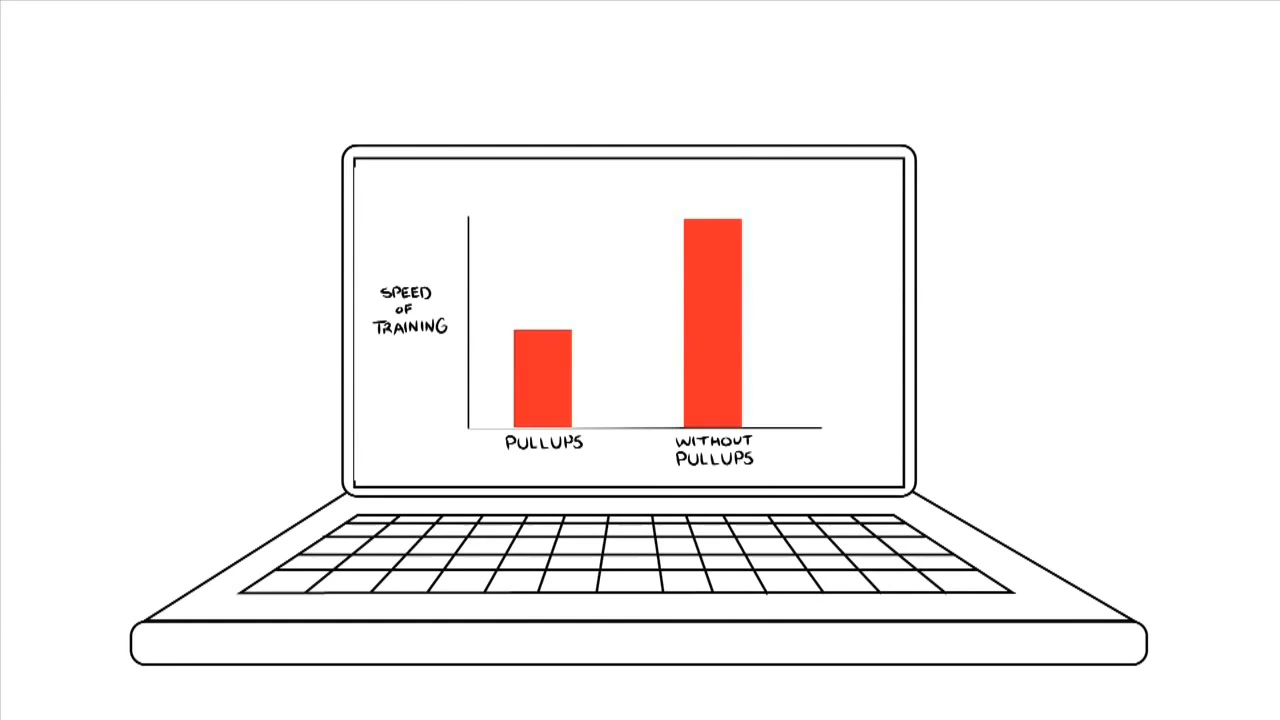 SPEED
OF
TRAINING
PULLUPS
WITHOUT
PULLUPS